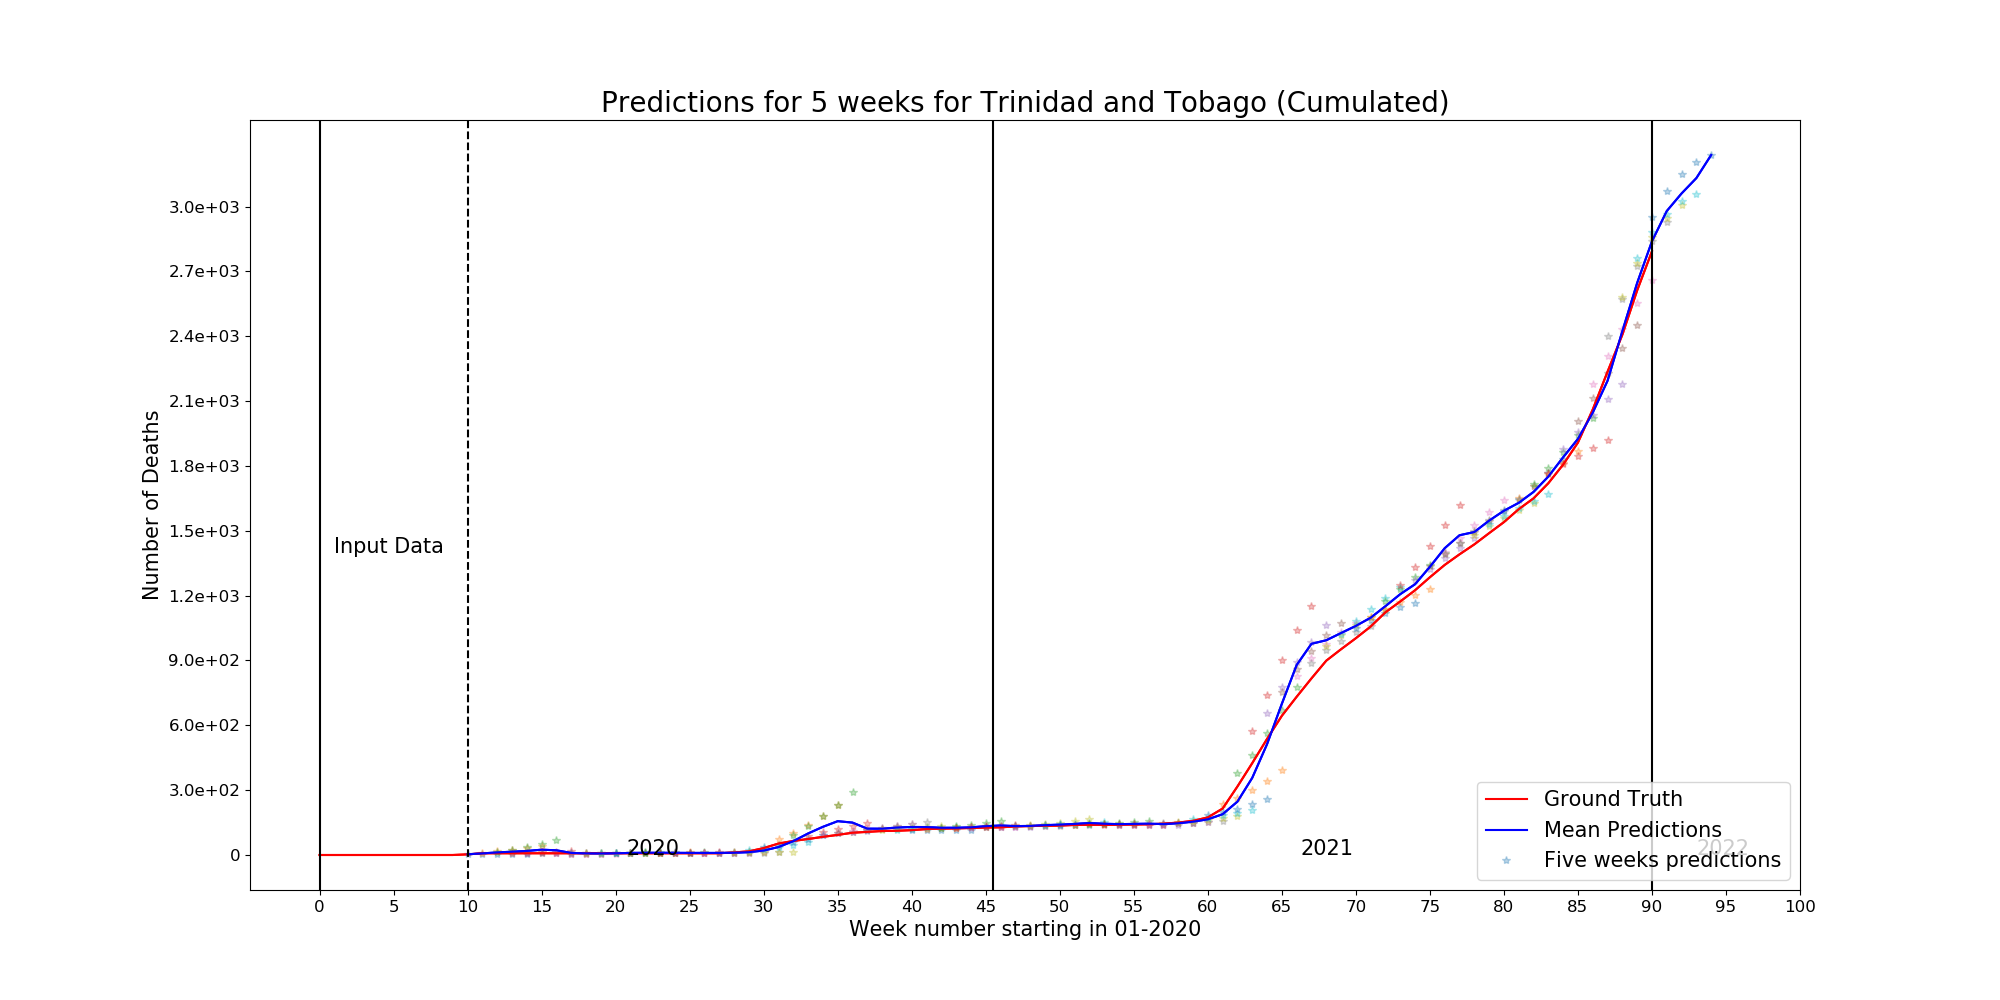 Predictions for 5 weeks for Trinidad and Tobago (Cumulated)
3.0e+03
2.7e+03
2.4e+03
2.1e+03
1.8e+03
1.5e+03
1.2e+03
9.0e+02
6.0e+02
3.0e+02
0
Number of Deaths
Input Data
2020
2021
2022
Ground Truth
Mean Predictions
Five weeks predictions
0 5 10 15 20 25 30 35 40 45 50 55 60 65 70 75 80 85 90 95 100
Week number starting in 01-2020